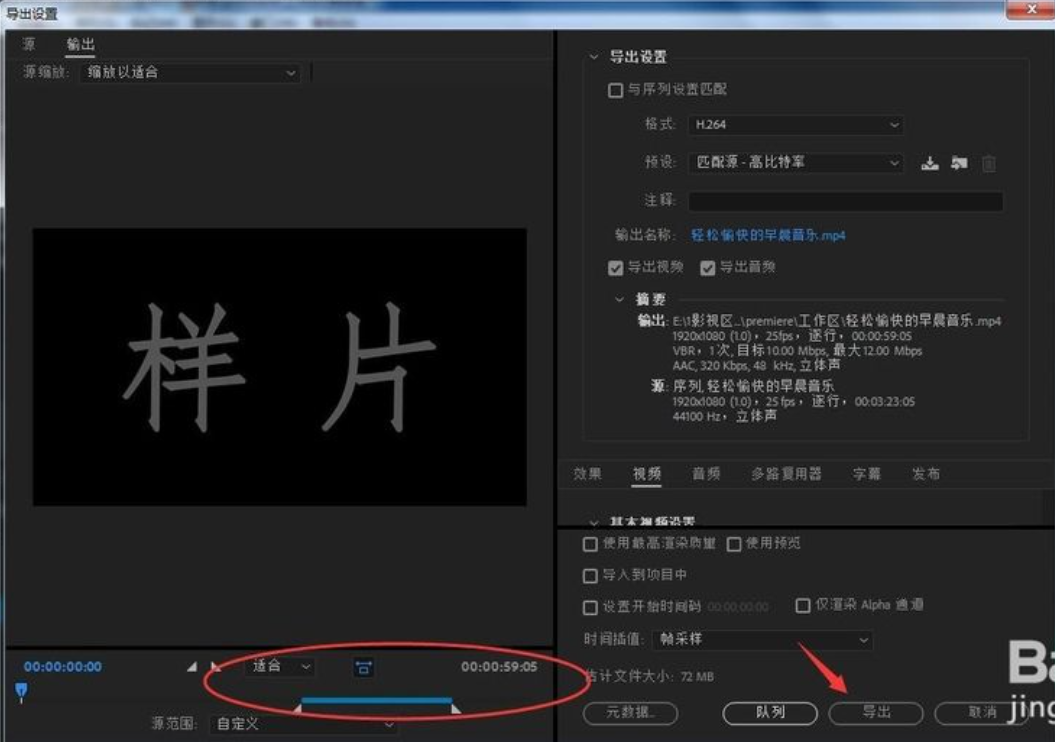 导出设置
源 输出
源缩放: 缩放以适合
样 片
00:00:00:00 适合 00:00:59:05
源范围: 自定义
导出设置
与序列设置匹配
格式: H.264
预设: 匹配源 - 高比特率
注释:
输出名称: 轻松愉快的早晨音乐.mp4
导出视频 导出音频
摘要
输出: E:\1影视区...\premiere\工作区\轻松愉快的早晨音乐.mp4
1920x1080 (1.0), 25fps, 逐行, 00:00:59:05
VBR, 1次, 目标10.00 Mbps, 最大12.00 Mbps
AAC, 320 Kbps, 48 kHz, 立体声
源: 序列, 轻松愉快的早晨音乐
1920x1080 (1.0), 25 fps, 逐行, 00:03:23:05
44100 Hz, 立体声
效果 视频 音频 多路复用器 字幕 发布
基本视频设置
使用最高渲染质量 使用预览
导入到项目中
设置开始时间码 00:00:00:00 仅渲染 Alpha 通道
时间插值: 帧采样
估计文件大小: 72 MB
元数据... 队列 导出 取消
Ba
jing